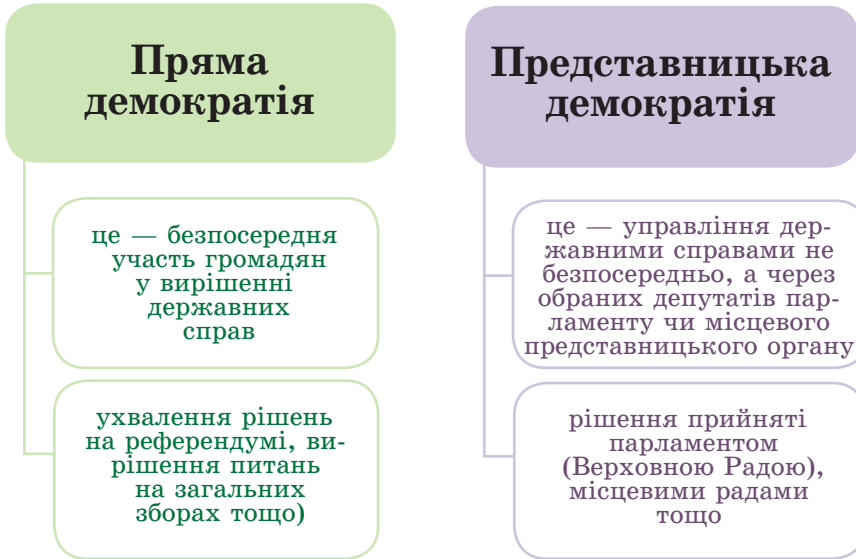 Пряма
демократія
це — безпосередня
участь громадян
у вирішенні
державних
справ
ухвалення рішень
на референдумі, ви-
рішення питань
на загальних
зборах тощо)
Представницька
демократія
це — управління дер-
жавними справами не
безпосередньо, а через
обраних депутатів пар-
ламенту чи місцевого
представницького органу
рішення прийняті
парламентом
(Верховною Радою),
місцевими радами
тощо